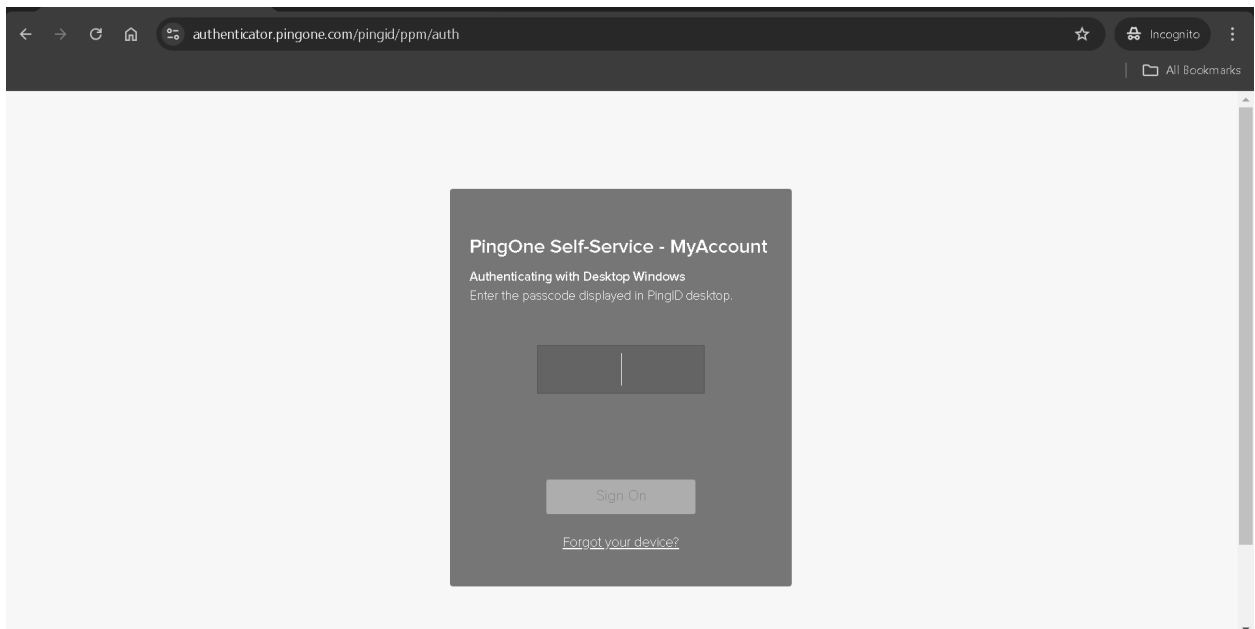 authenticator.pingone.com/pingid/ppm/auth
Incognito
All Bookmarks
PingOne Self-Service - MyAccount
Authenticating with Desktop Windows
Enter the passcode displayed in PingID desktop.
Sign On
Forgot your device?